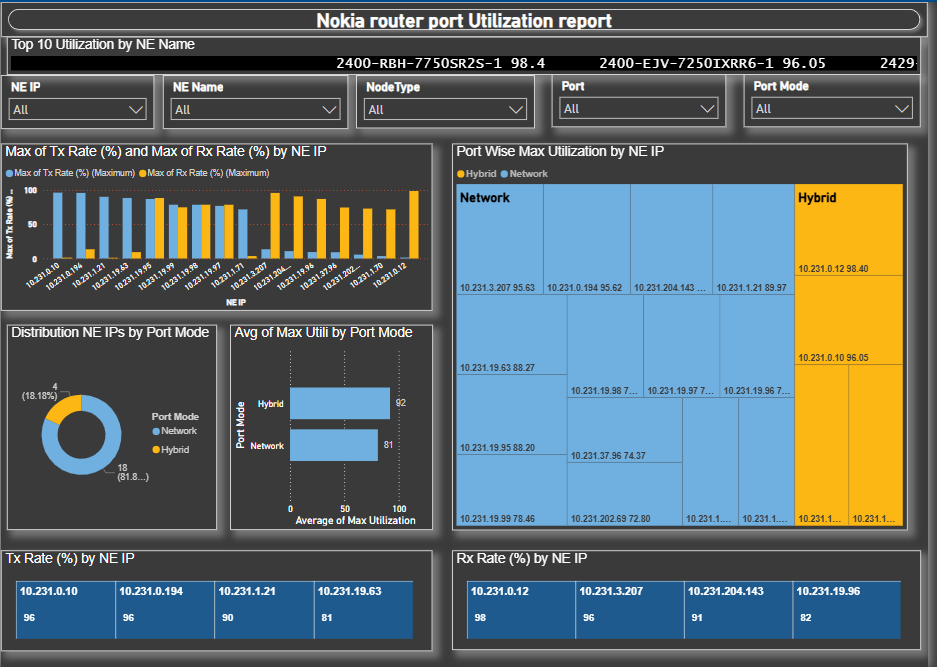 Nokia router port Utilization report
Top 10 Utilization by NE Name
2400-RBH-7750SR2S-1 98.4 2400-EJV-7250IXRR6-1 96.05 2429-
NE IP
All
NE Name
All
NodeType
All
Port
All
Port Mode
All
Max of Tx Rate (%) and Max of Rx Rate (%) by NE IP
Max of Tx Rate (%) (Maximum) Max of Rx Rate (%) (Maximum)
Max of Tx Rate (%) ...
100
50
0
10.231.0.10 10.231.0.194 10.231.1.21 10.231.19.63 10.231.19.95 10.231.19.99 10.231.19.98 10.231.19.97 10.231.1.71 10.231.3.207 10.231.204.... 10.231.19.96 10.231.37.96 10.231.202.... 10.231.1.70 10.231.0.12
NE IP
Port Wise Max Utilization by NE IP
Hybrid Network
Network
10.231.3.207 95.63
10.231.0.194 95.62
10.231.204.143 ...
10.231.1.21 89.97
10.231.19.63 88.27
10.231.19.98 7...
10.231.19.97 7...
10.231.19.96 7...
10.231.19.95 88.20
10.231.37.96 74.37
10.231.19.99 78.46
10.231.202.69 72.80
10.231.1....
10.231.1....
Hybrid
10.231.0.12 98.40
10.231.0.10 96.05
10.231.1...
10.231.1...
Distribution NE IPs by Port Mode
4
(18.18%)
18
(81.8...)
Port Mode
Network
Hybrid
Avg of Max Utili by Port Mode
Port Mode
Hybrid
92
Network
81
0 50 100
Average of Max Utilization
Tx Rate (%) by NE IP
10.231.0.10
96
10.231.0.194
96
10.231.1.21
90
10.231.19.63
81
Rx Rate (%) by NE IP
10.231.0.12
98
10.231.3.207
96
10.231.204.143
91
10.231.19.96
82